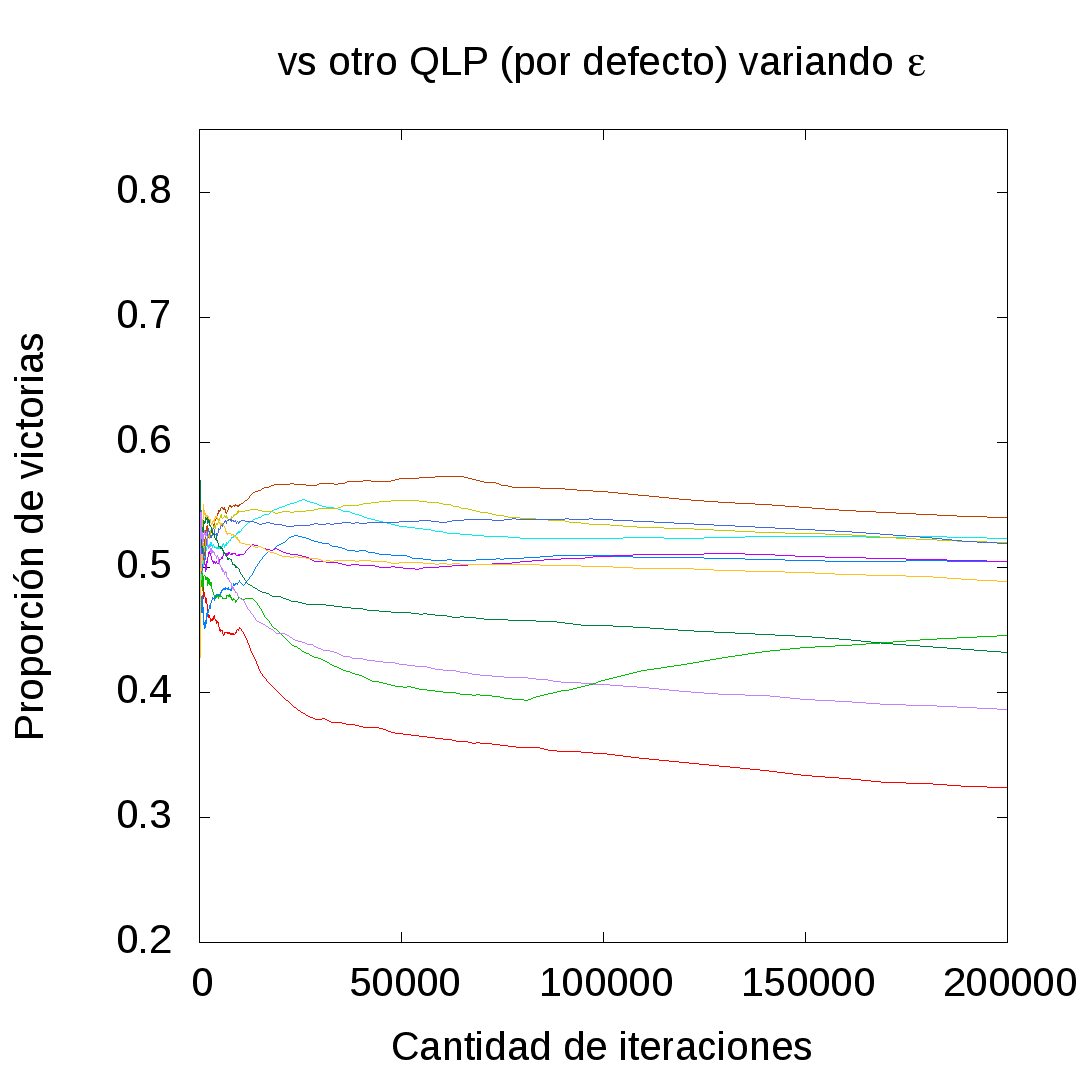 vs otro QLP (por defecto) variando ε
Proporción de victorias
0.8
0.7
0.6
0.5
0.4
0.3
0.2
0 50000 100000 150000 200000
Cantidad de iteraciones